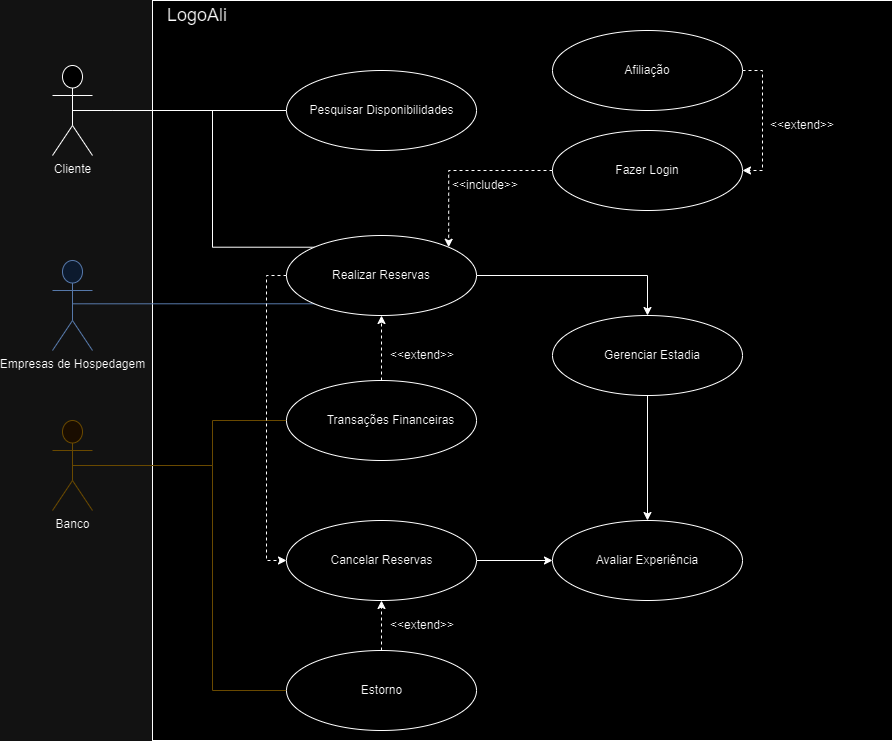 LogoAli
Afiliação
Pesquisar Disponibilidades
<<extend>>
Cliente
Fazer Login
<<include>>
Realizar Reservas
Empresas de Hospedagem
<<extend>>
Gerenciar Estadia
Transações Financeiras
Banco
Cancelar Reservas
Avaliar Experiência
<<extend>>
Estorno